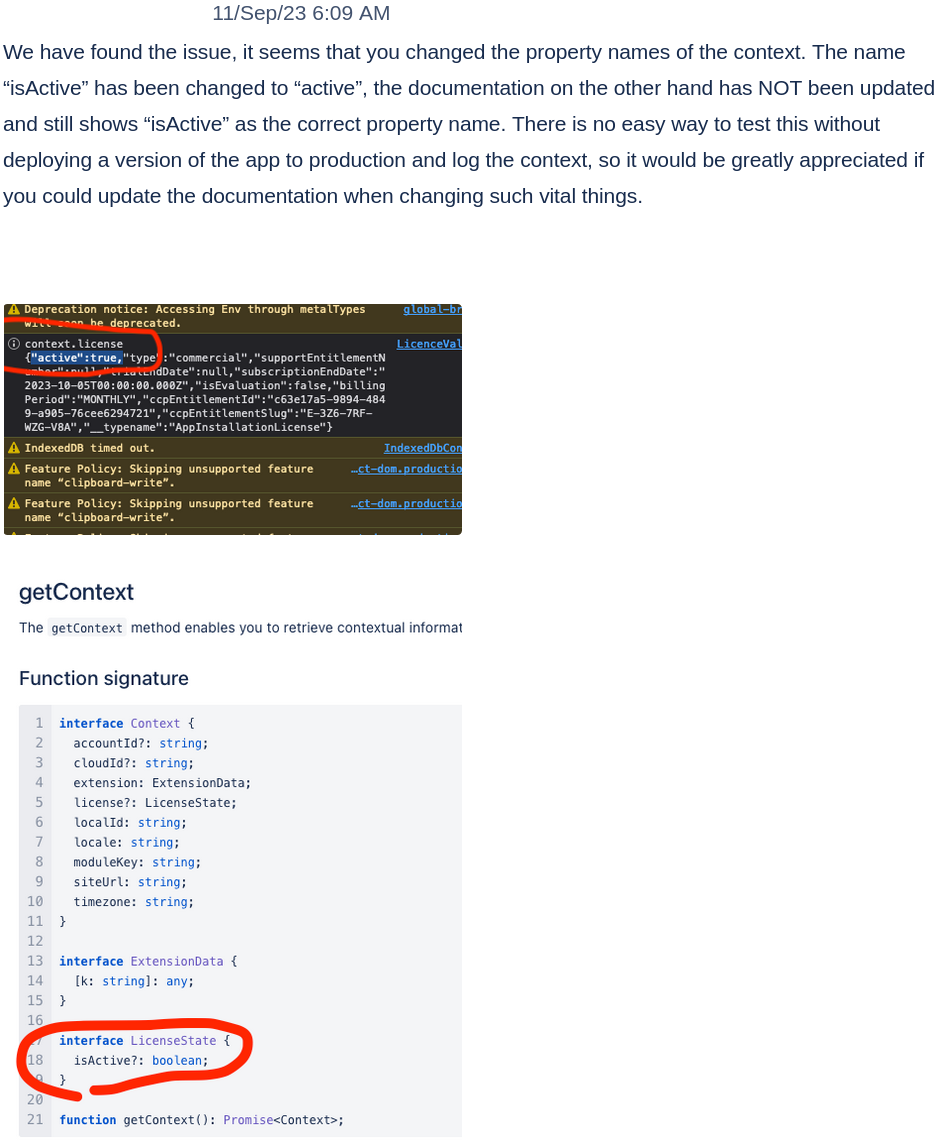 11/Sep/23 6:09 AM
We have found the issue, it seems that you changed the property names of the context. The name
“isActive” has been changed to “active”, the documentation on the other hand has NOT been updated
and still shows “isActive” as the correct property name. There is no easy way to test this without
deploying a version of the app to production and log the context, so it would be greatly appreciated if
you could update the documentation when changing such vital things.
Deprecation notice: Accessing Env through metalTypes global-br
will soon be deprecated.
context.license LicenceVal
{"active":true,"type":"commercial","supportEntitlementN
umber":null,"trialEndDate":null,"subscriptionEndDate":"
2023-10-05T00:00:00.000Z","isEvaluation":false,"billing
Period":"MONTHLY","ccpEntitlementId":"c63e17a5-9894-484
9-a905-76cee6294721","ccpEntitlementSlug":"E-3Z6-7RF-
WZG-V8A","__typename":"AppInstallationLicense"}
IndexedDB timed out. IndexedDbCon
Feature Policy: Skipping unsupported feature …ct-dom.productio
name “clipboard-write”.
Feature Policy: Skipping unsupported feature …ct-dom.productio
name “clipboard-write”.
getContext
The getContext method enables you to retrieve contextual informat
Function signature
1 interface Context {
2 accountId?: string;
3 cloudId?: string;
4 extension: ExtensionData;
5 license?: LicenseState;
6 localId: string;
7 locale: string;
8 moduleKey: string;
9 siteUrl: string;
10 timezone: string;
11 }
12
13 interface ExtensionData {
14 [k: string]: any;
15 }
16
17 interface LicenseState {
18 isActive?: boolean;
19 }
20
21 function getContext(): Promise<Context>;